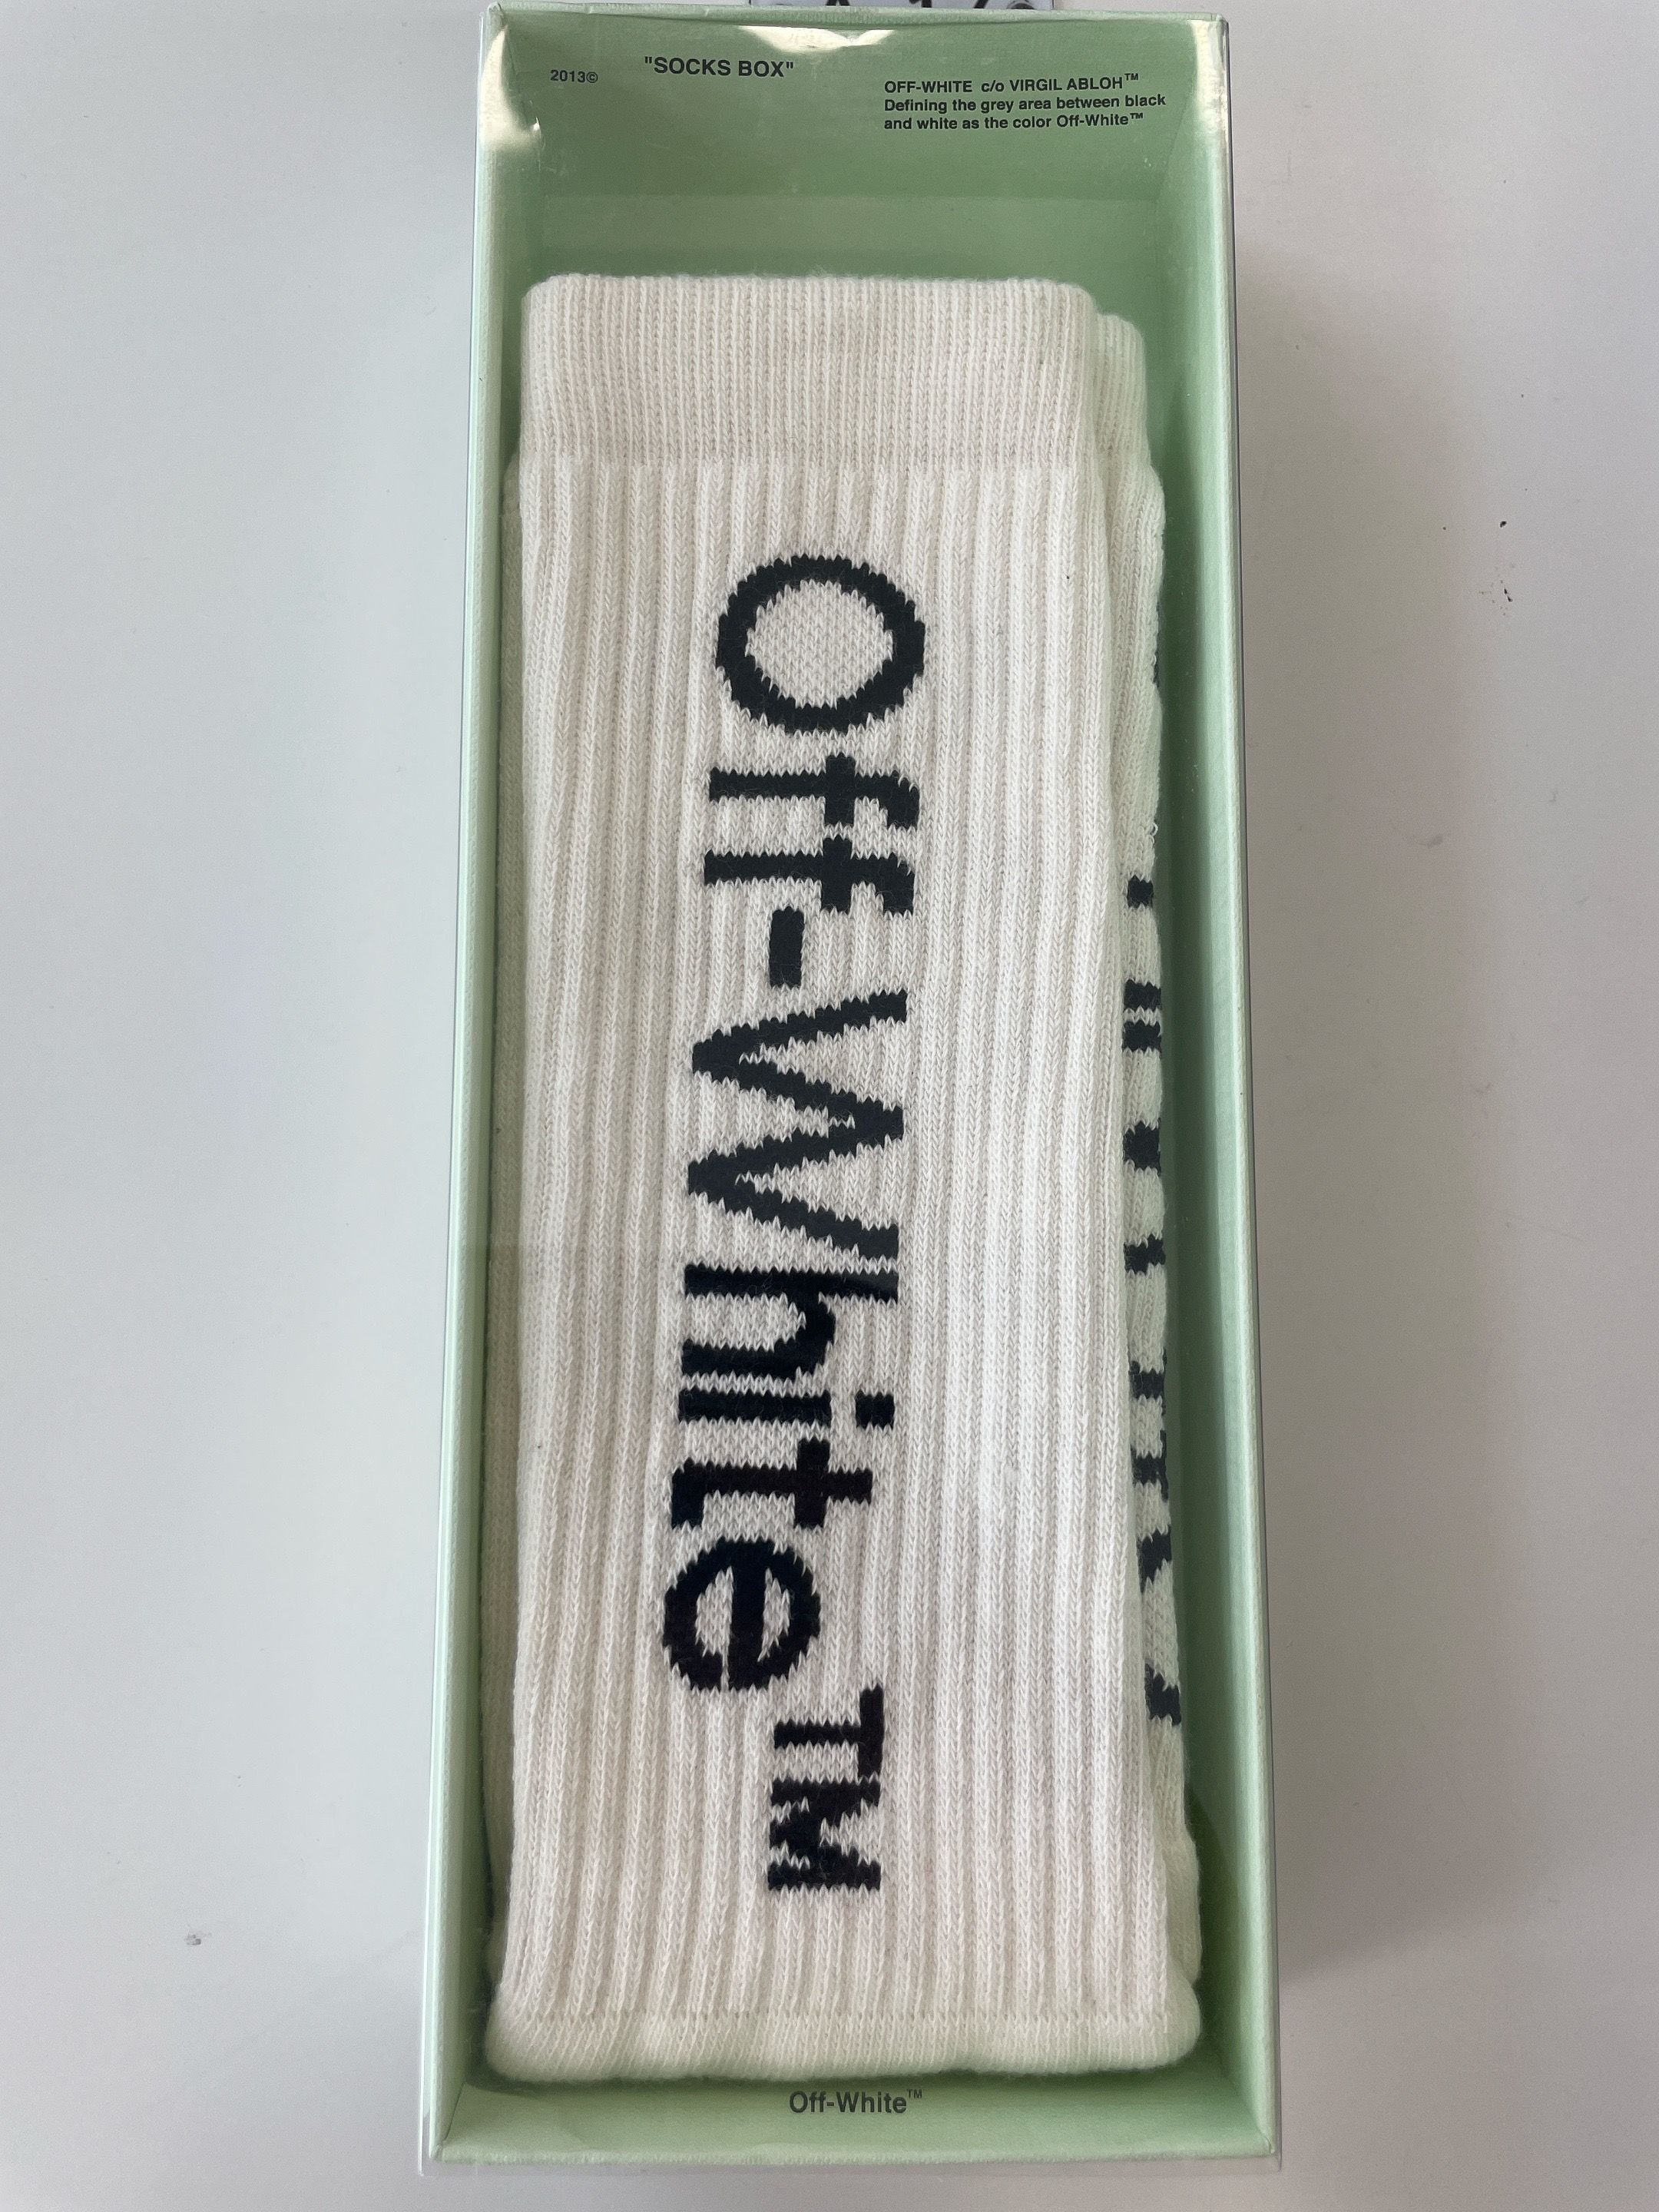 2013©
"SOCKS BOX"
OFF-WHITE c/o VIRGIL ABLOH™
Defining the grey area between black
and white as the color Off-White™
Off-White™
Off-White™